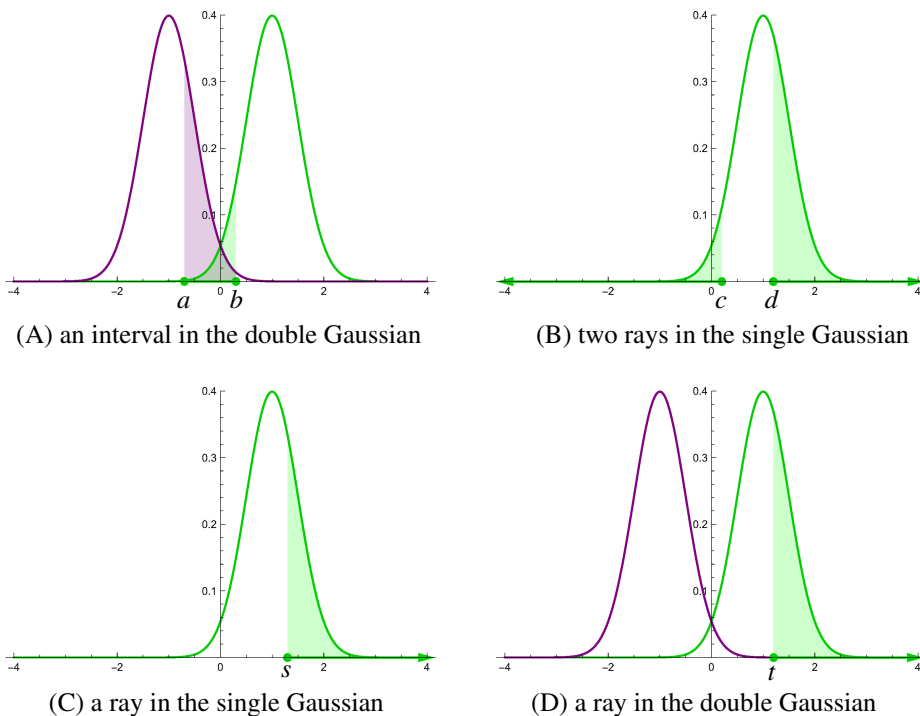 0.4 0.4
0.3 0.3
0.2 0.2
0.1 0.1
-4 -2 0 2 4 -4 -2 0 2 4
a b c d
(A) an interval in the double Gaussian (B) two rays in the single Gaussian
0.4 0.4
0.3 0.3
0.2 0.2
0.1 0.1
-4 -2 0 2 4 -4 -2 0 2 4
s t
(C) a ray in the single Gaussian (D) a ray in the double Gaussian